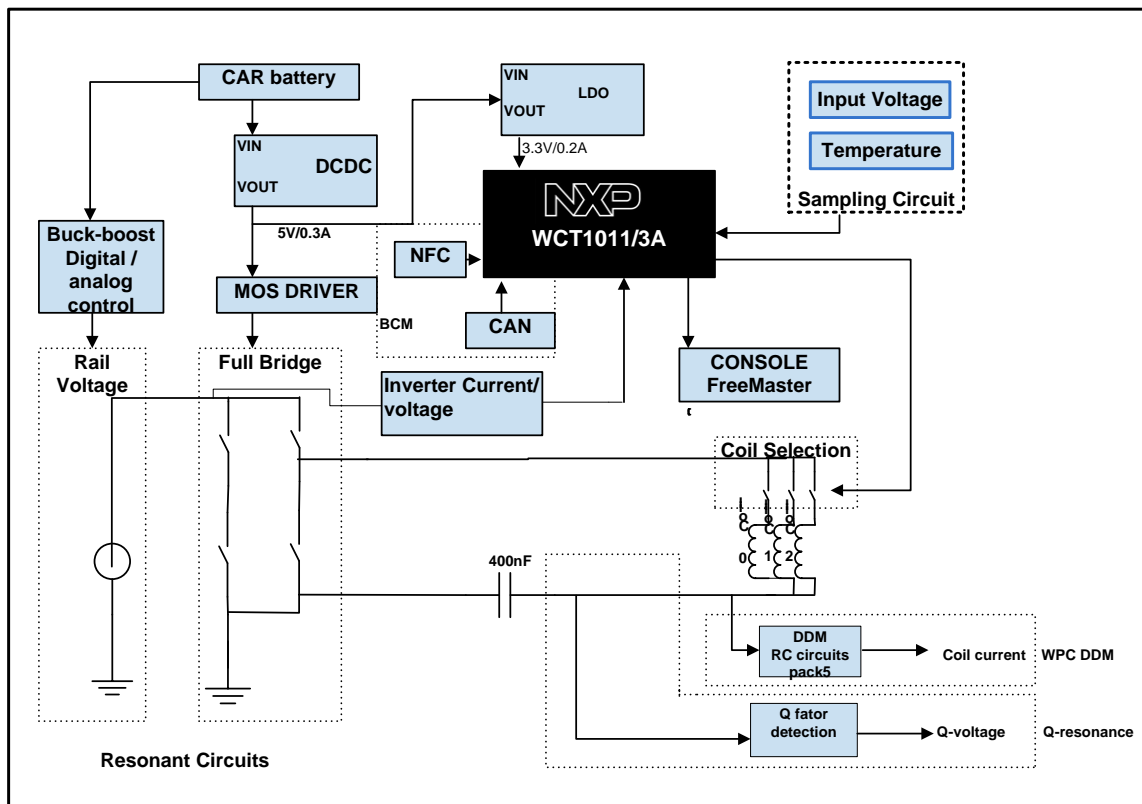 CAR battery
VIN
VOUT
LDO
VIN
VOUT
DCDC
3.3V/0.2A
Input Voltage
Temperature
Sampling Circuit
NXP
WCT1011/3A
Buck-boost
Digital /
analog
control
5V/0.3A
NFC
MOS DRIVER
BCM
CAN
Rail
Voltage
Full Bridge
Inverter Current/
voltage
CONSOLE
FreeMaster
Coil Selection
Coil 0
Coil 1
Coil 2
400nF
DDM
RC circuits
pack5
Coil current
WPC DDM
Q fator
detection
Q-voltage
Q-resonance
Resonant Circuits